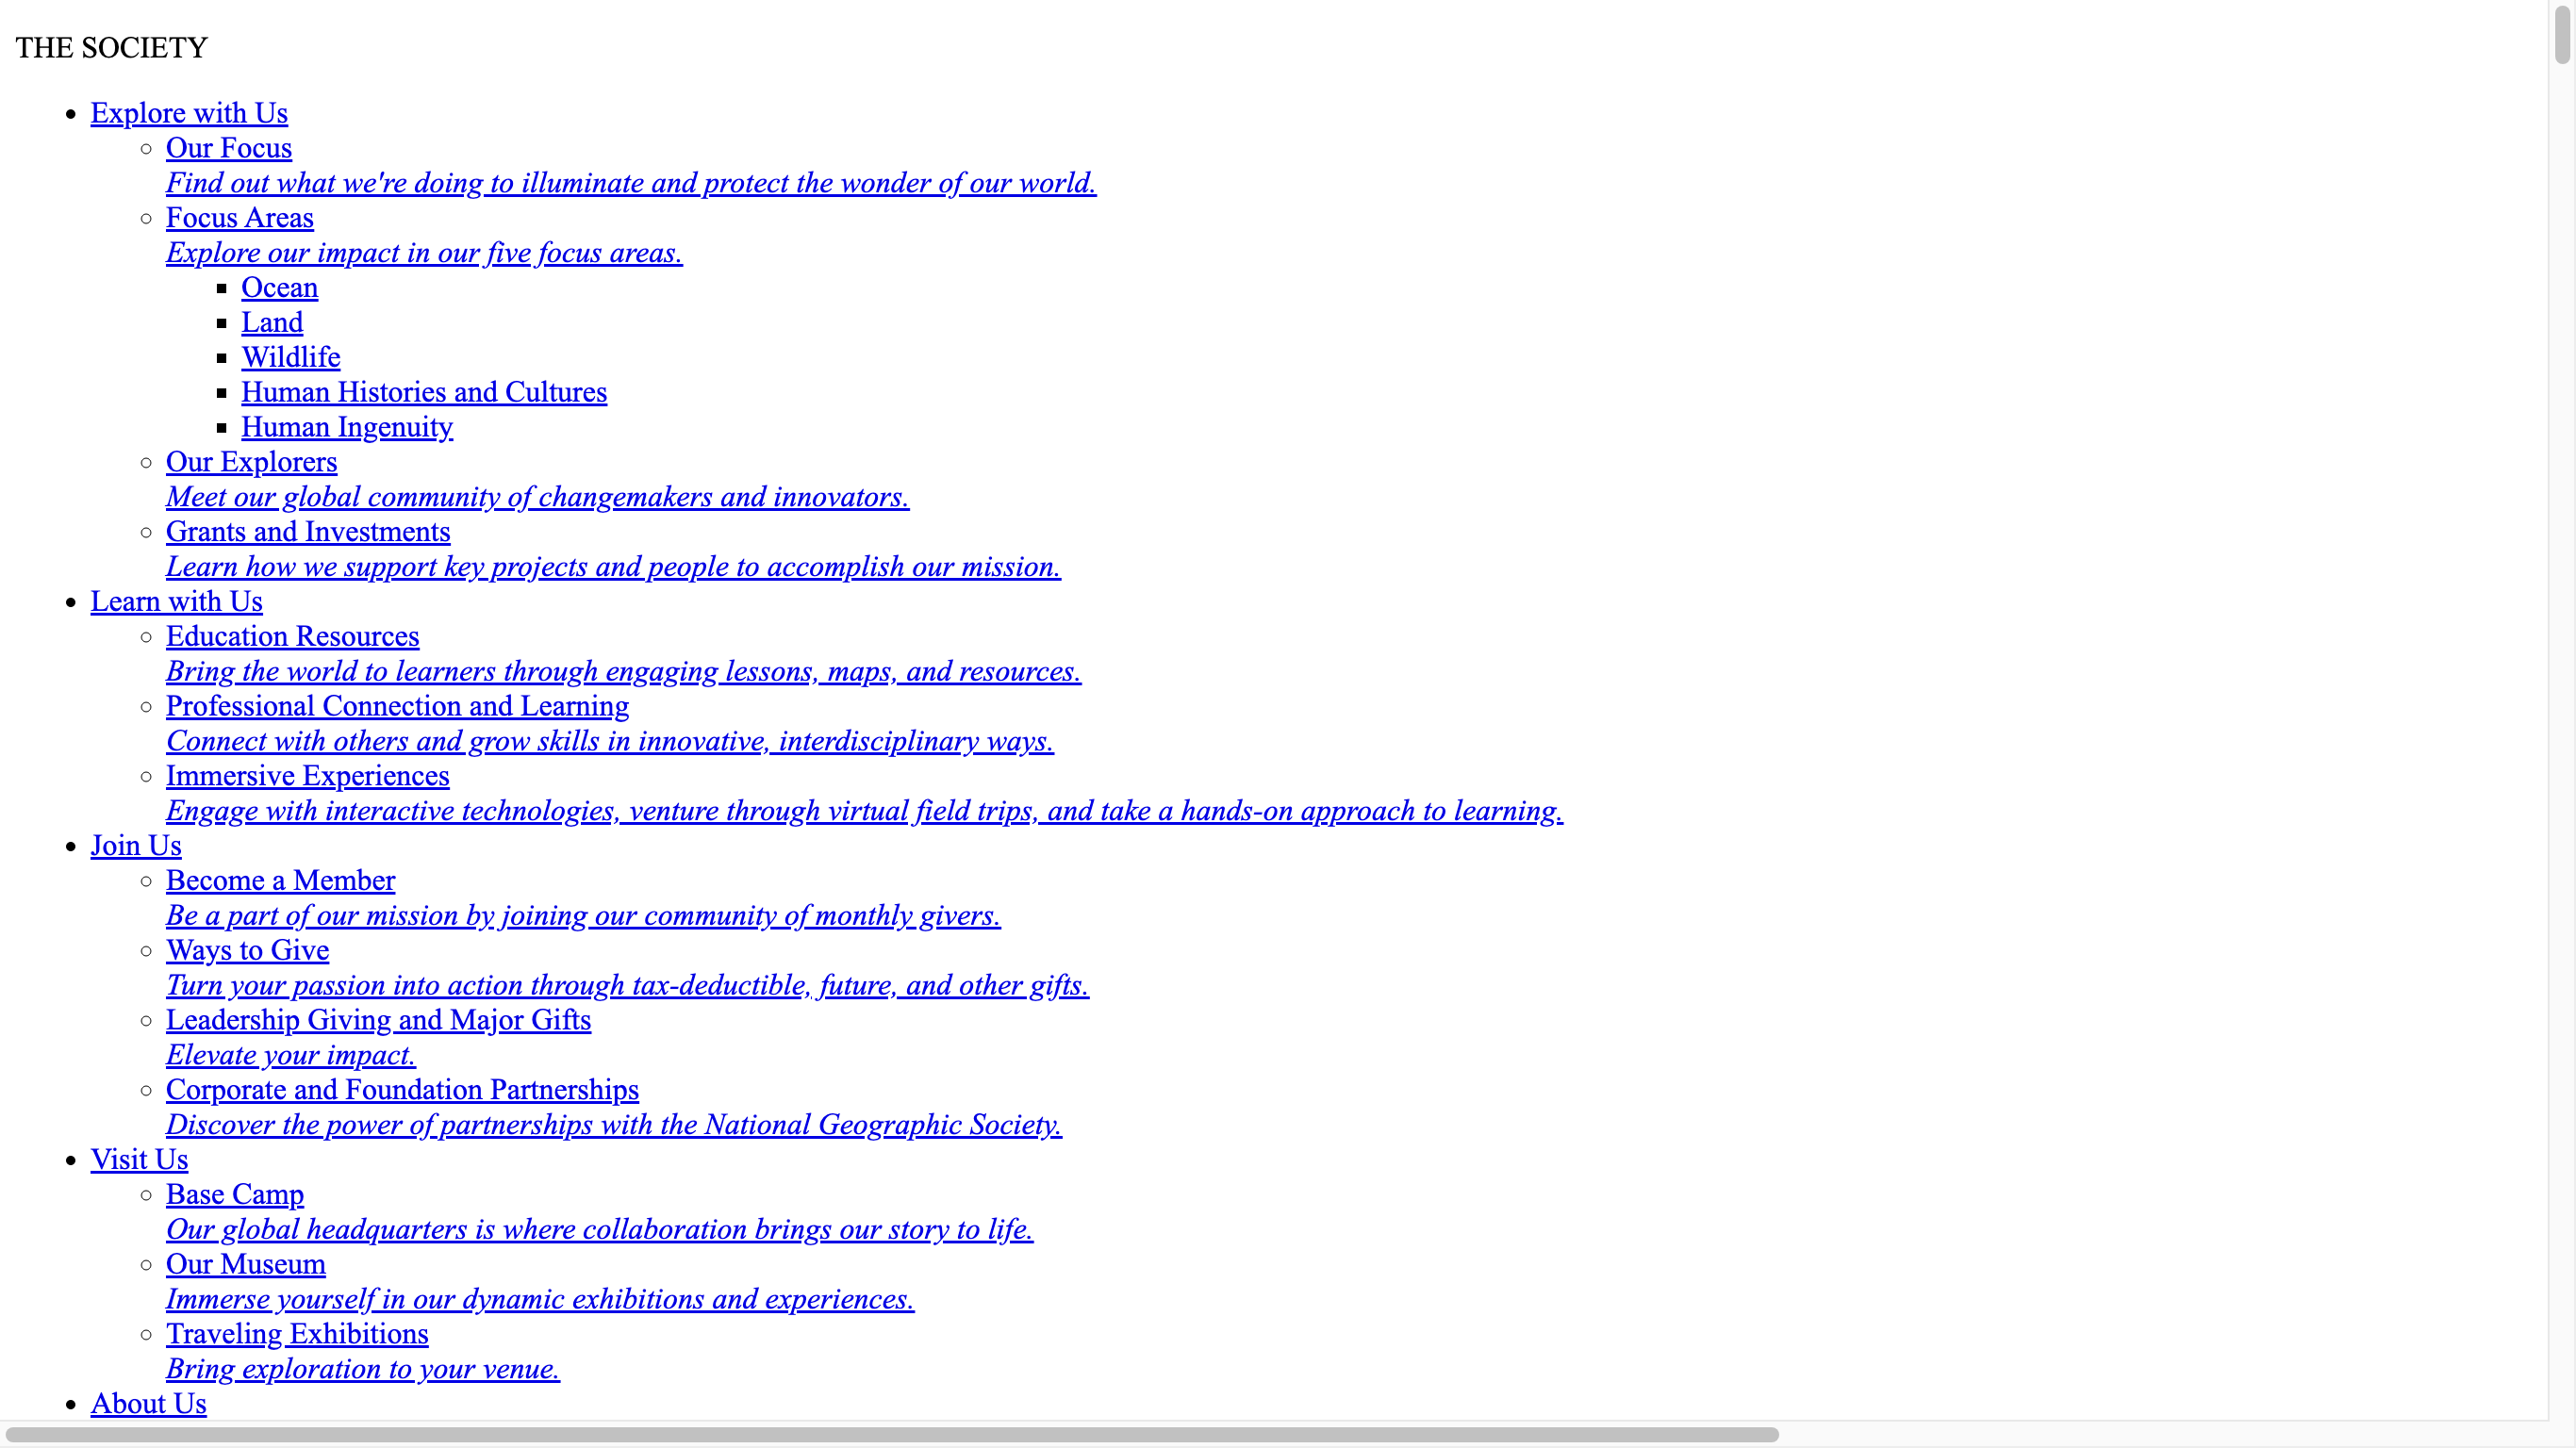 THE SOCIETY
Explore with Us
Our Focus
Find out what we're doing to illuminate and protect the wonder of our world.
Focus Areas
Explore our impact in our five focus areas.
Ocean
Land
Wildlife
Human Histories and Cultures
Human Ingenuity
Our Explorers
Meet our global community of changemakers and innovators.
Grants and Investments
Learn how we support key projects and people to accomplish our mission.
Learn with Us
Education Resources
Bring the world to learners through engaging lessons, maps, and resources.
Professional Connection and Learning
Connect with others and grow skills in innovative, interdisciplinary ways.
Immersive Experiences
Engage with interactive technologies, venture through virtual field trips, and take a hands-on approach to learning.
Join Us
Become a Member
Be a part of our mission by joining our community of monthly givers.
Ways to Give
Turn your passion into action through tax-deductible, future, and other gifts.
Leadership Giving and Major Gifts
Elevate your impact.
Corporate and Foundation Partnerships
Discover the power of partnerships with the National Geographic Society.
Visit Us
Base Camp
Our global headquarters is where collaboration brings our story to life.
Our Museum
Immerse yourself in our dynamic exhibitions and experiences.
Traveling Exhibitions
Bring exploration to your venue.
About Us